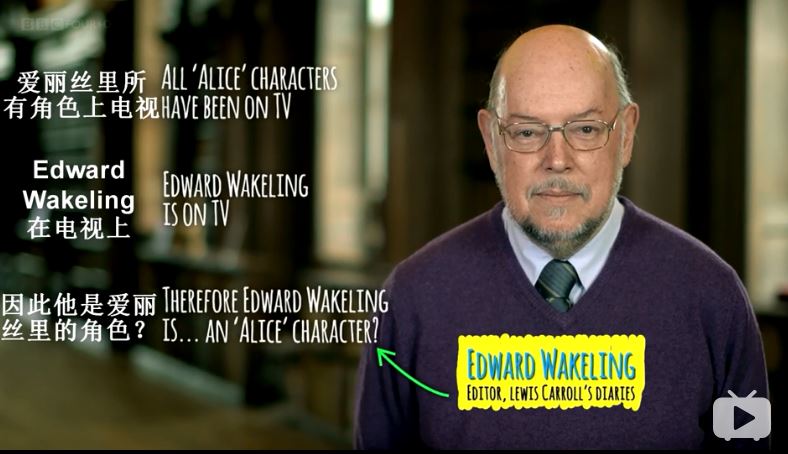 BBC FOUR
爱丽丝里所
有角色上电视
ALL ‘ALICE’ CHARACTERS
HAVE BEEN ON TV
Edward
Wakeling
在电视上
EDWARD WAKELING
IS ON TV
因此他是爱丽
丝里的角色？
THEREFORE EDWARD WAKELING
IS... AN ‘ALICE’ CHARACTER?
EDWARD WAKELING
EDITOR, LEWIS CARROLL’S DIARIES